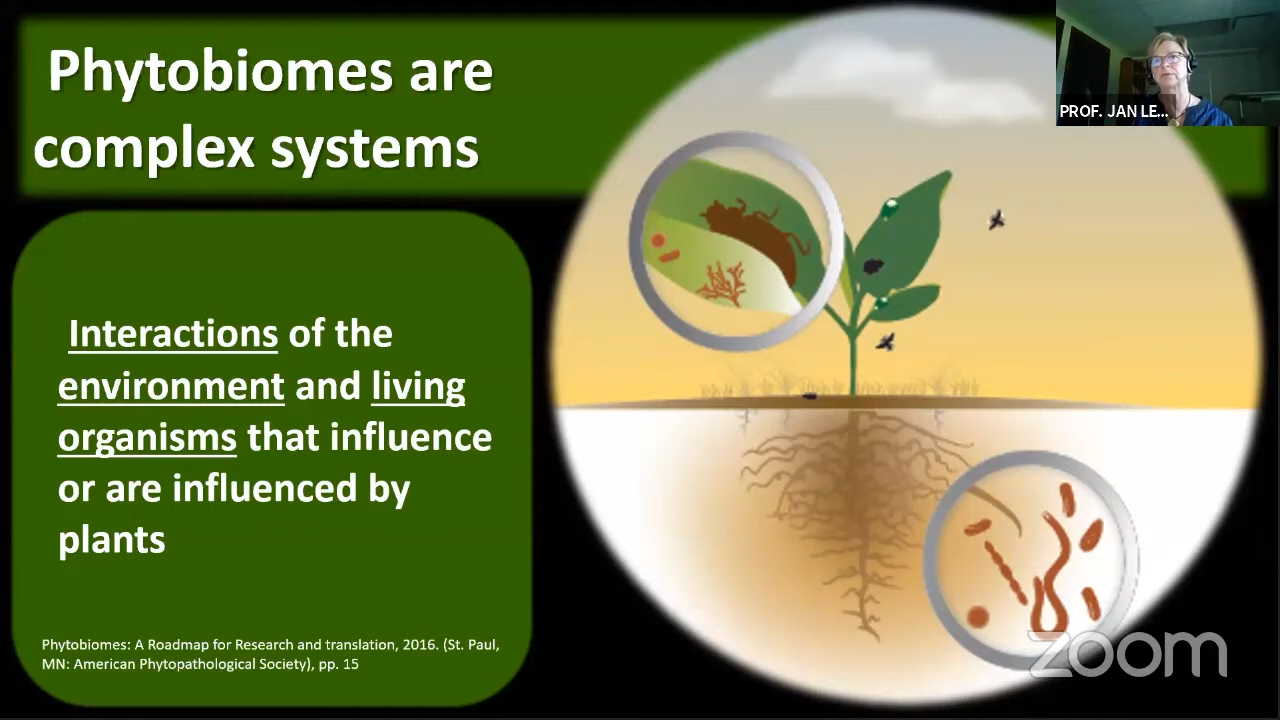 Phytobiomes are
complex systems
PROF. JAN LE...
Interactions of the
environment and living
organisms that influence
or are influenced by
plants
Phytobiomes: A Roadmap for Research and translation, 2016. (St. Paul,
MN: American Phytopathological Society), pp. 15
zoom